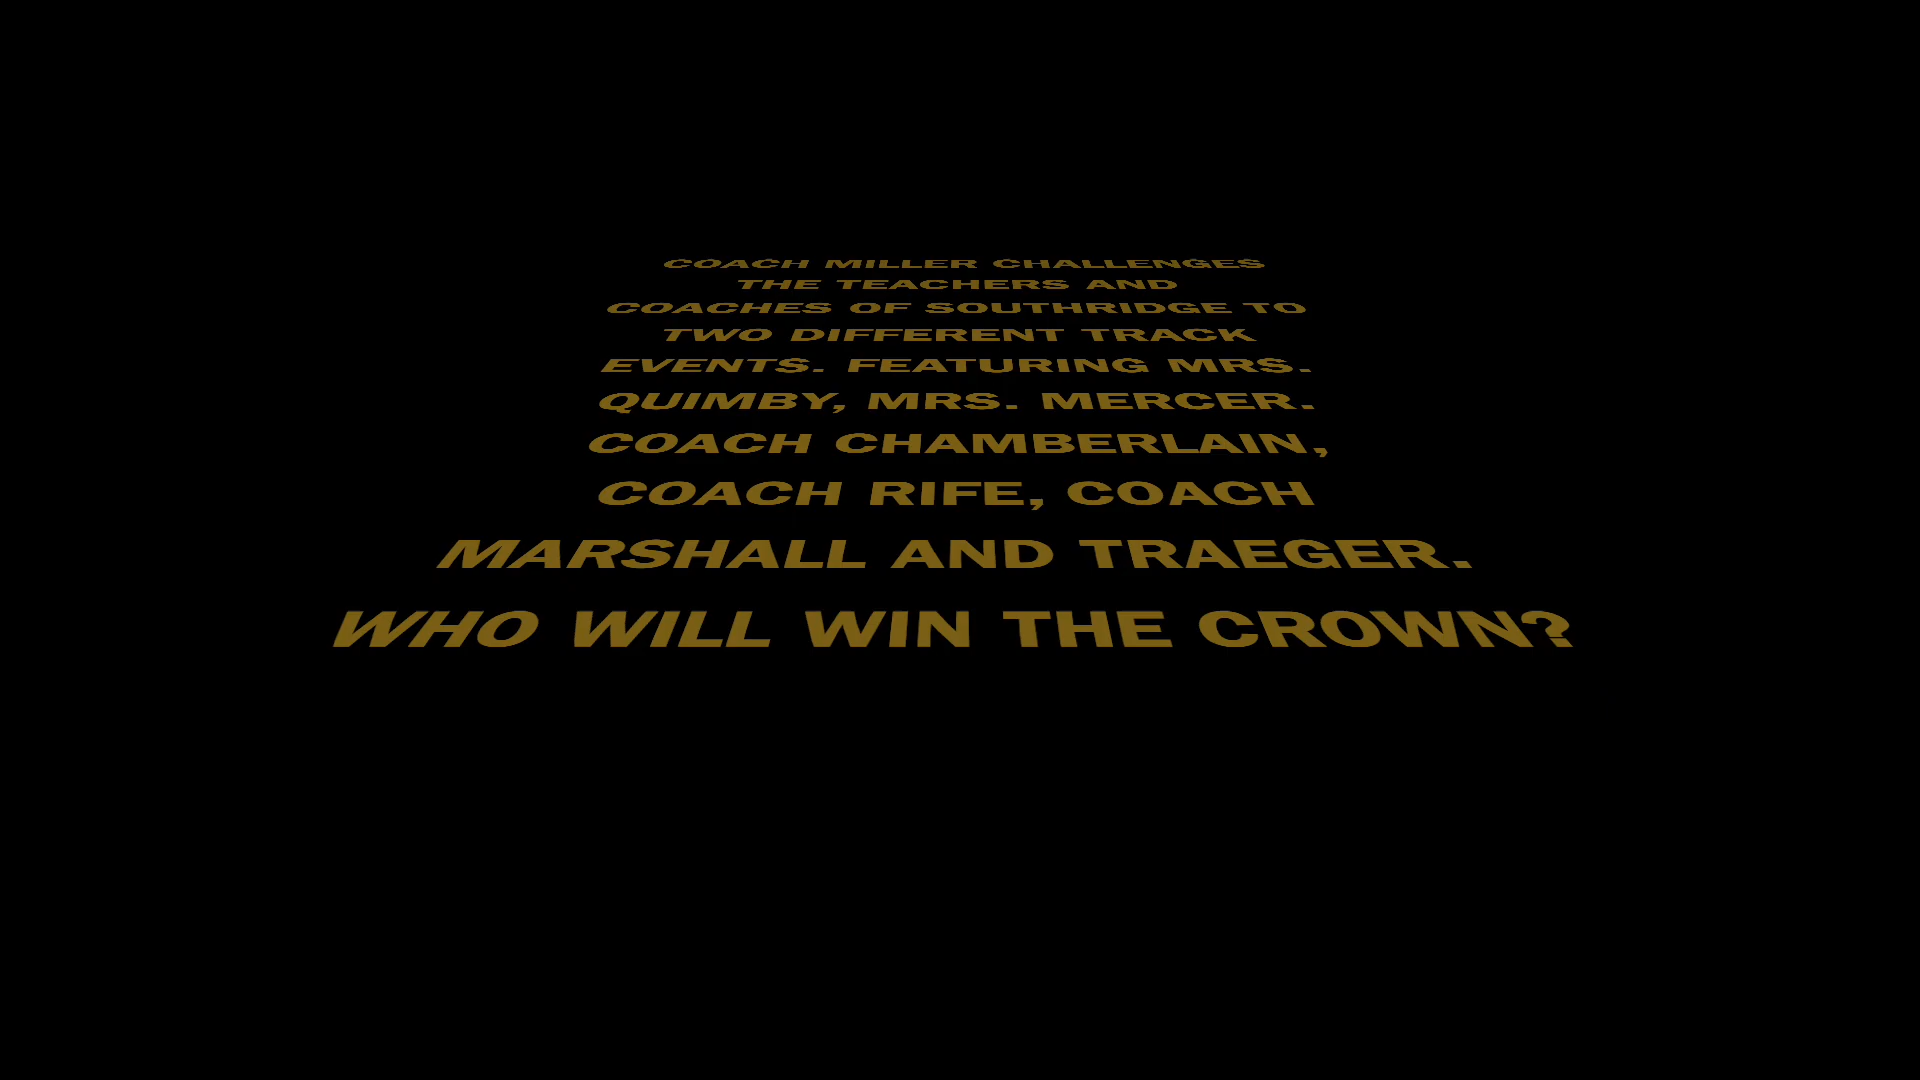 COACH MILLER CHALLENGES
THE TEACHERS AND
COACHES OF SOUTHRIDGE TO
TWO DIFFERENT TRACK
EVENTS. FEATURING MRS.
QUIMBY, MRS. MERCER.
COACH CHAMBERLAIN,
COACH RIFE, COACH
MARSHALL AND TRAEGER.
WHO WILL WIN THE CROWN?